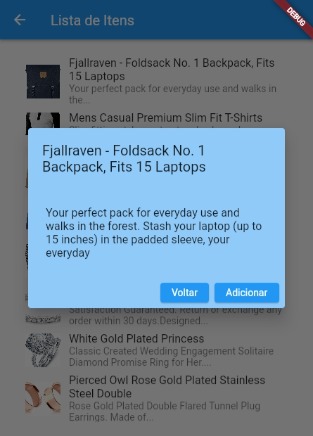 Lista de Itens
DEBUG
Fjallraven - Foldsack No. 1 Backpack, Fits
15 Laptops
Your perfect pack for everyday use and walks in
the...
Mens Casual Premium Slim Fit T-Shirts
Fjallraven - Foldsack No. 1
Backpack, Fits 15 Laptops
Your perfect pack for everyday use and
walks in the forest. Stash your laptop (up to
15 inches) in the padded sleeve, your
everyday
Voltar
Adicionar
Satisfaction Guaranteed. Return or exchange any
order within 30 days.Designed...
White Gold Plated Princess
Classic Created Wedding Engagement Solitaire
Diamond Promise Ring for Her....
Pierced Owl Rose Gold Plated Stainless
Steel Double
Rose Gold Plated Double Flared Tunnel Plug
Earrings. Made of...